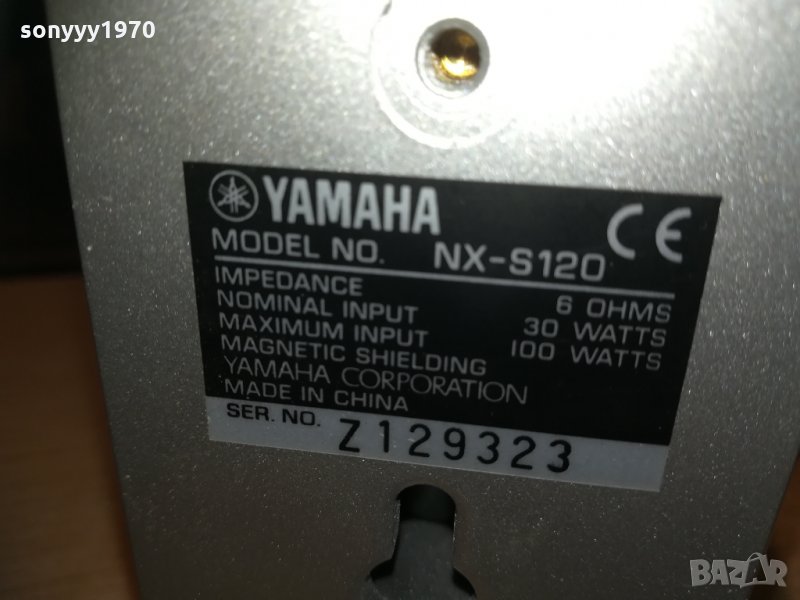 sonyyy1970
YAMAHA
MODEL NO. NX-S120
IMPEDANCE 6 OHMS
NOMINAL INPUT 30 WATTS
MAXIMUM INPUT 100 WATTS
MAGNETIC SHIELDING
YAMAHA CORPORATION
MADE IN CHINA
SER. NO. Z129323
CE
BAZAR